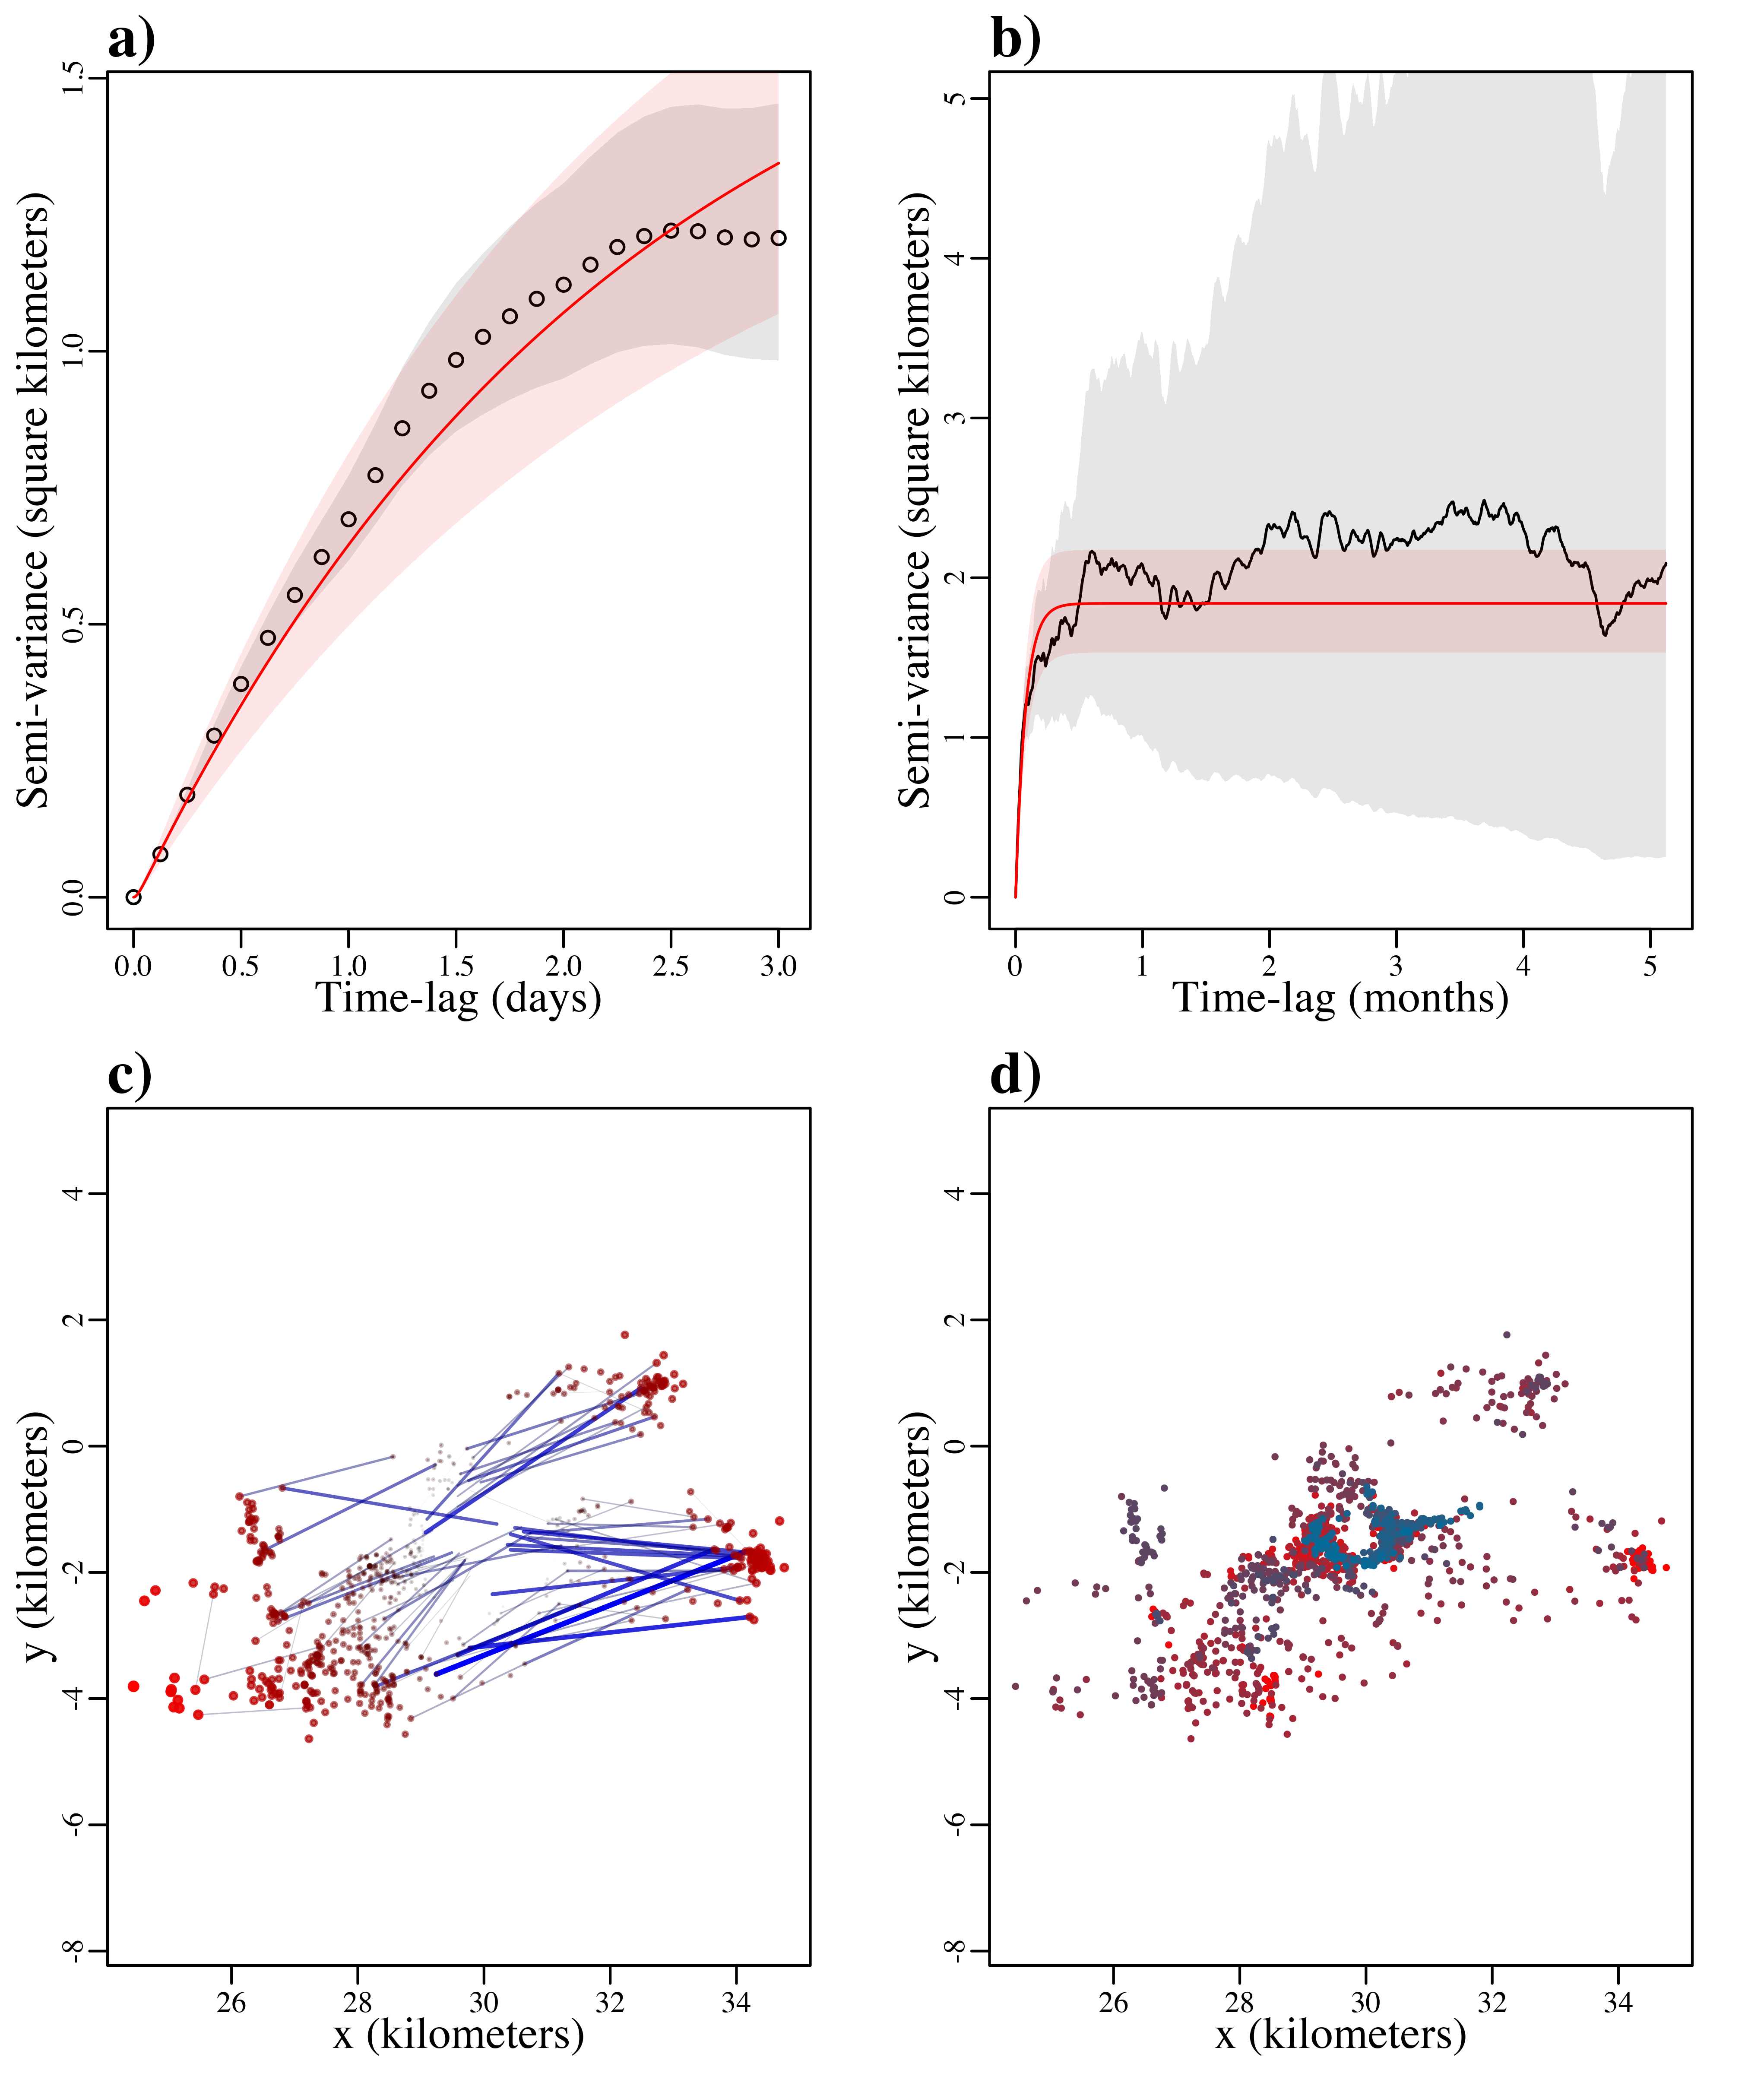 a)
Semi-variance (square kilometers)
0.0 0.5 1.0 1.5
0.0 0.5 1.0 1.5 2.0 2.5 3.0
Time-lag (days)
b)
Semi-variance (square kilometers)
0 1 2 3 4 5
0 1 2 3 4 5
Time-lag (months)
c)
y (kilometers)
-8 -6 -4 -2 0 2 4
26 28 30 32 34
x (kilometers)
d)
y (kilometers)
-8 -6 -4 -2 0 2 4
26 28 30 32 34
x (kilometers)